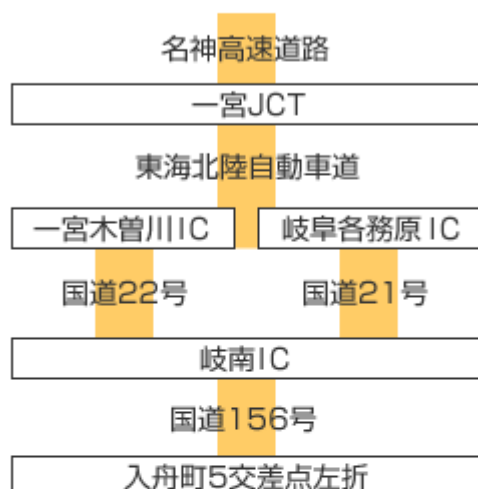 名神高速道路
一宮JCT
東海北陸自動車道
一宮木曽川IC
岐阜各務原IC
国道22号
国道21号
岐南IC
国道156号
入舟町5交差点左折